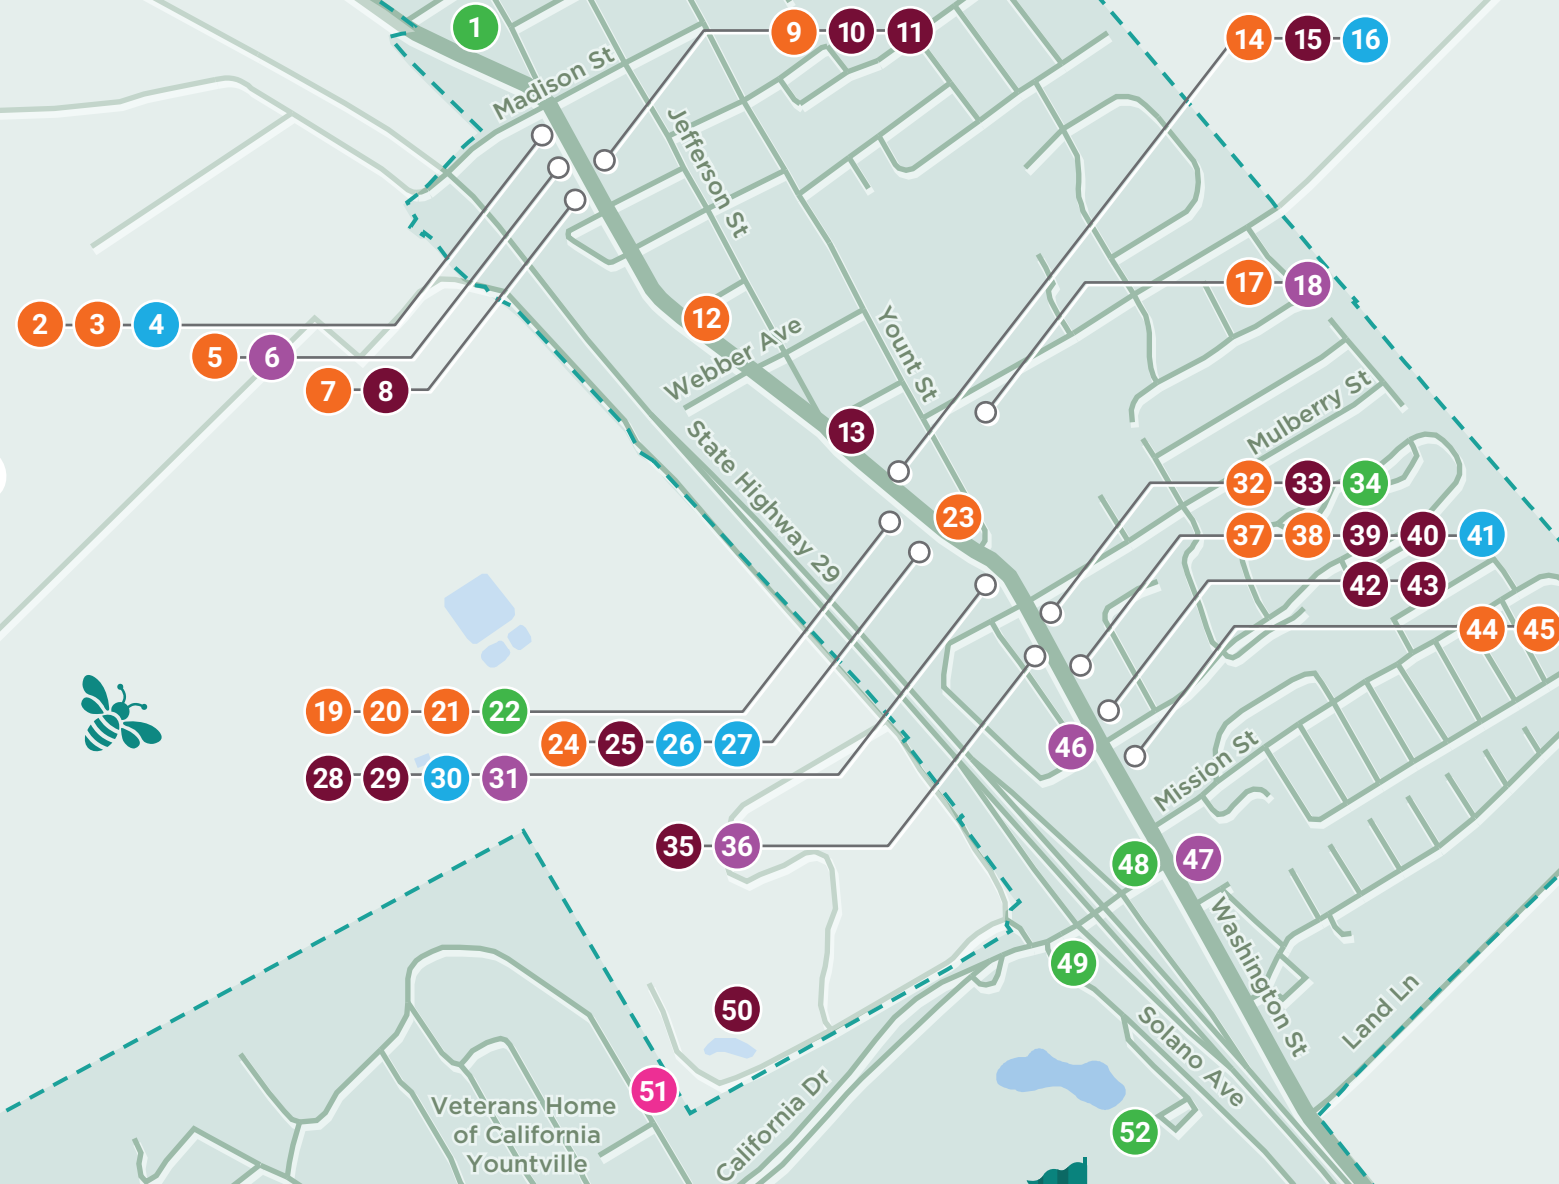 1
9 10 11
14 15 16
Madison St
Jefferson St
17 18
2 3 4
12
5 6
Webber Ave
Yount St
7 8
Mulberry St
13
State Highway 29
32 33 34
23
37 38 39 40 41
42 43
44 45
19 20 21 22
24 25 26 27
46
28 29 30 31
Mission St
35 36
48 47
Washington St
49
50
Land Ln
Solano Ave
51
Veterans Home
of California
Yountville
California Dr
52